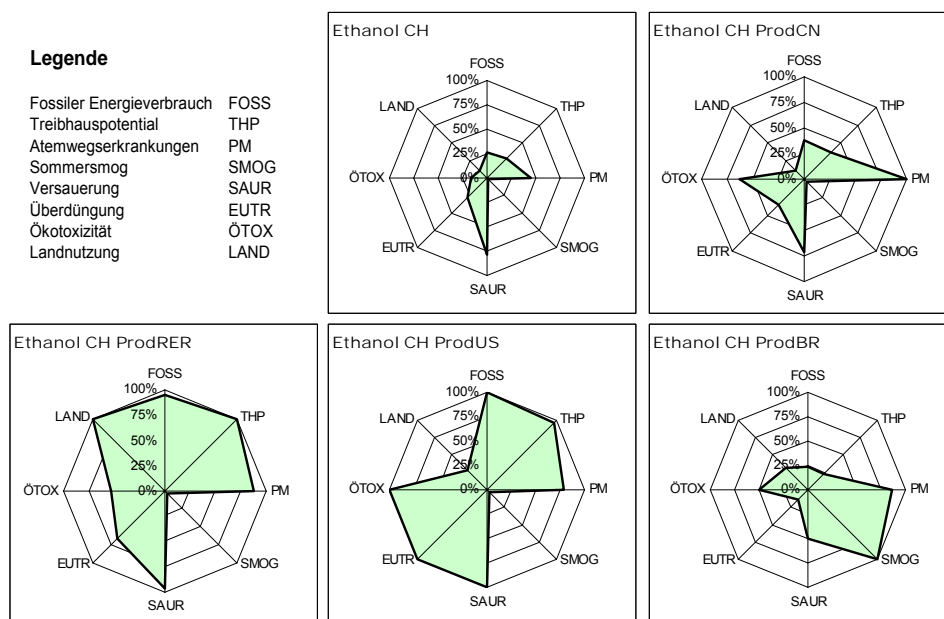 Legende
Fossiler Energieverbrauch FOSS
Treibhauspotential THP
Atemwegserkrankungen PM
Sommersmog SMOG
Versauerung SAUR
Überdüngung EUTR
Ökotoxizität ÖTOX
Landnutzung LAND
Ethanol CH
FOSS
100%
LAND THP
75%
50%
25%
ÖTOX 0% PM
EUTR SMOG
SAUR
Ethanol CH ProdCN
FOSS
100%
LAND THP
75%
50%
25%
ÖTOX 0% PM
EUTR SMOG
SAUR
Ethanol CH ProdRER
FOSS
100%
LAND THP
75%
50%
25%
ÖTOX 0% PM
EUTR SMOG
SAUR
Ethanol CH ProdUS
FOSS
100%
LAND THP
75%
50%
25%
ÖTOX 0% PM
EUTR SMOG
SAUR
Ethanol CH ProdBR
FOSS
100%
LAND THP
75%
50%
25%
ÖTOX 0% PM
EUTR SMOG
SAUR